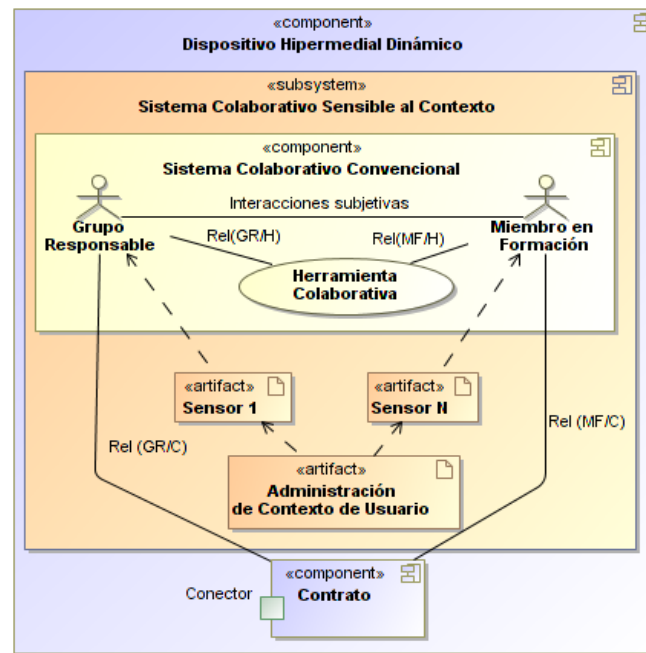 «component»
Dispositivo Hipermedial Dinámico
«subsystem»
Sistema Colaborativo Sensible al Contexto
«component»
Sistema Colaborativo Convencional
Interacciones subjetivas
Grupo
Responsable
Miembro en
Formación
Rel(GR/H)
Rel(MF/H)
Herramienta
Colaborativa
«artifact»
Sensor 1
«artifact»
Sensor N
Rel (GR/C)
Rel (MF/C)
«artifact»
Administración
de Contexto de Usuario
«component»
Contrato
Conector